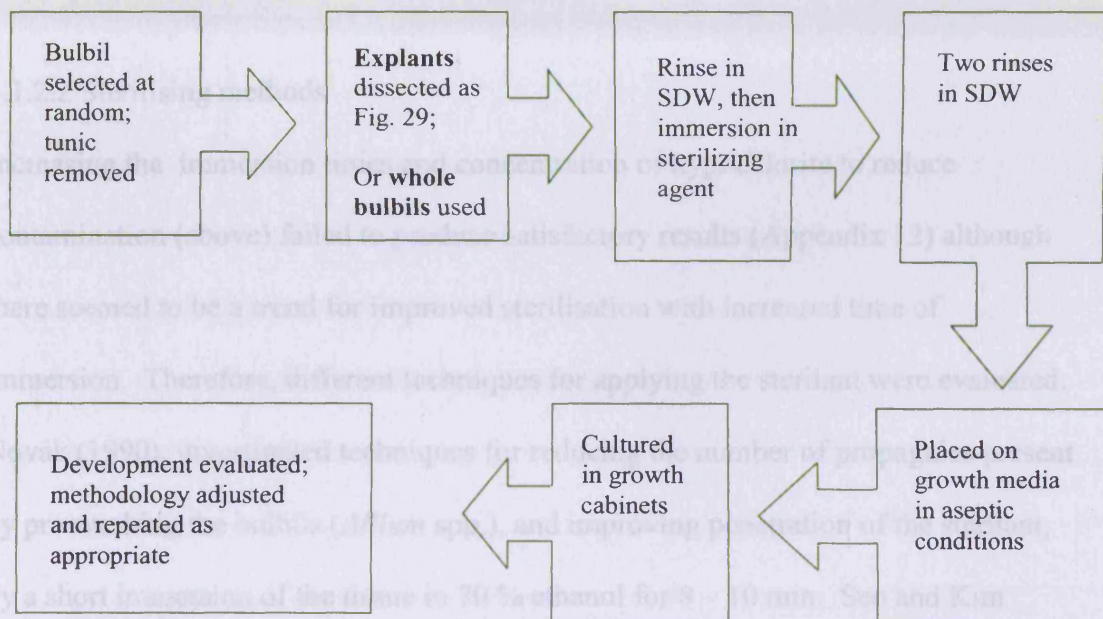 Bulbil
selected at
random;
tunic
removed
Explants
dissected as
Fig. 29;
Or whole
bulbils used
Rinse in
SDW, then
immersion in
sterilizing
agent
Two rinses
in SDW
Placed on
growth media
in aseptic
conditions
Cultured
in growth
cabinets
Development evaluated;
methodology adjusted
and repeated as
appropriate
methods
the immersion times and concentration of to reduce
(above) failed to produce satisfactory results (Appendix 12) although
there seemed to be a trend for improved sterilisation with increased time of
immersion. Therefore, different techniques for applying the sterilant were evaluated.
Novák (1990), investigated techniques for reducing the number of present
the bulbils (Allium spp.), and improving penetration of the sterilant,
by a short immersion of the tissue in 70 % ethanol for 8 – 10 min. Seo and Kim